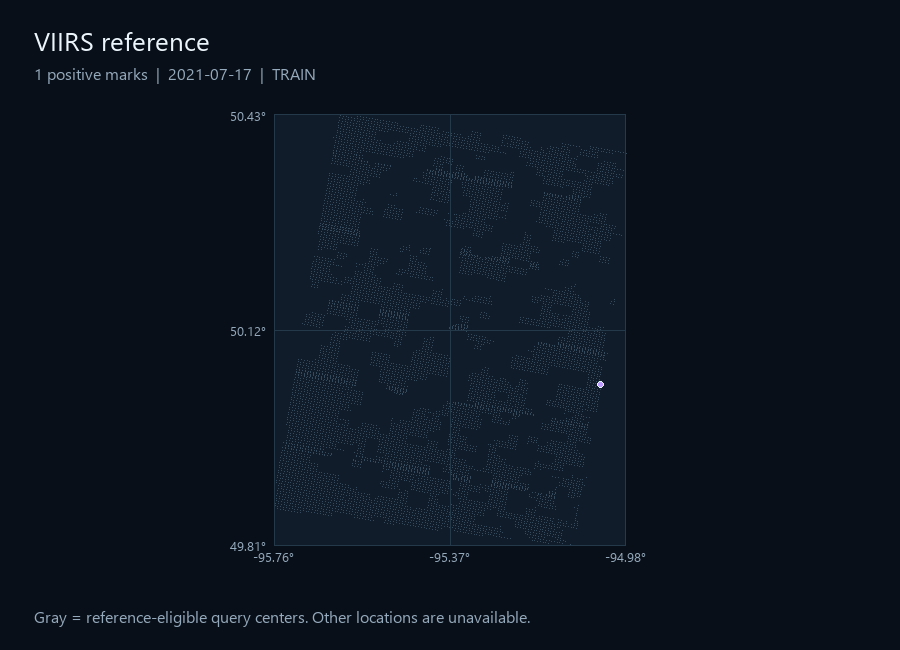 VIIRS reference
1 positive marks | 2021-07-17 | TRAIN
50.43°
50.12°
49.81°
-95.76°
-95.37°
-94.98°
Gray = reference-eligible query centers. Other locations are unavailable.